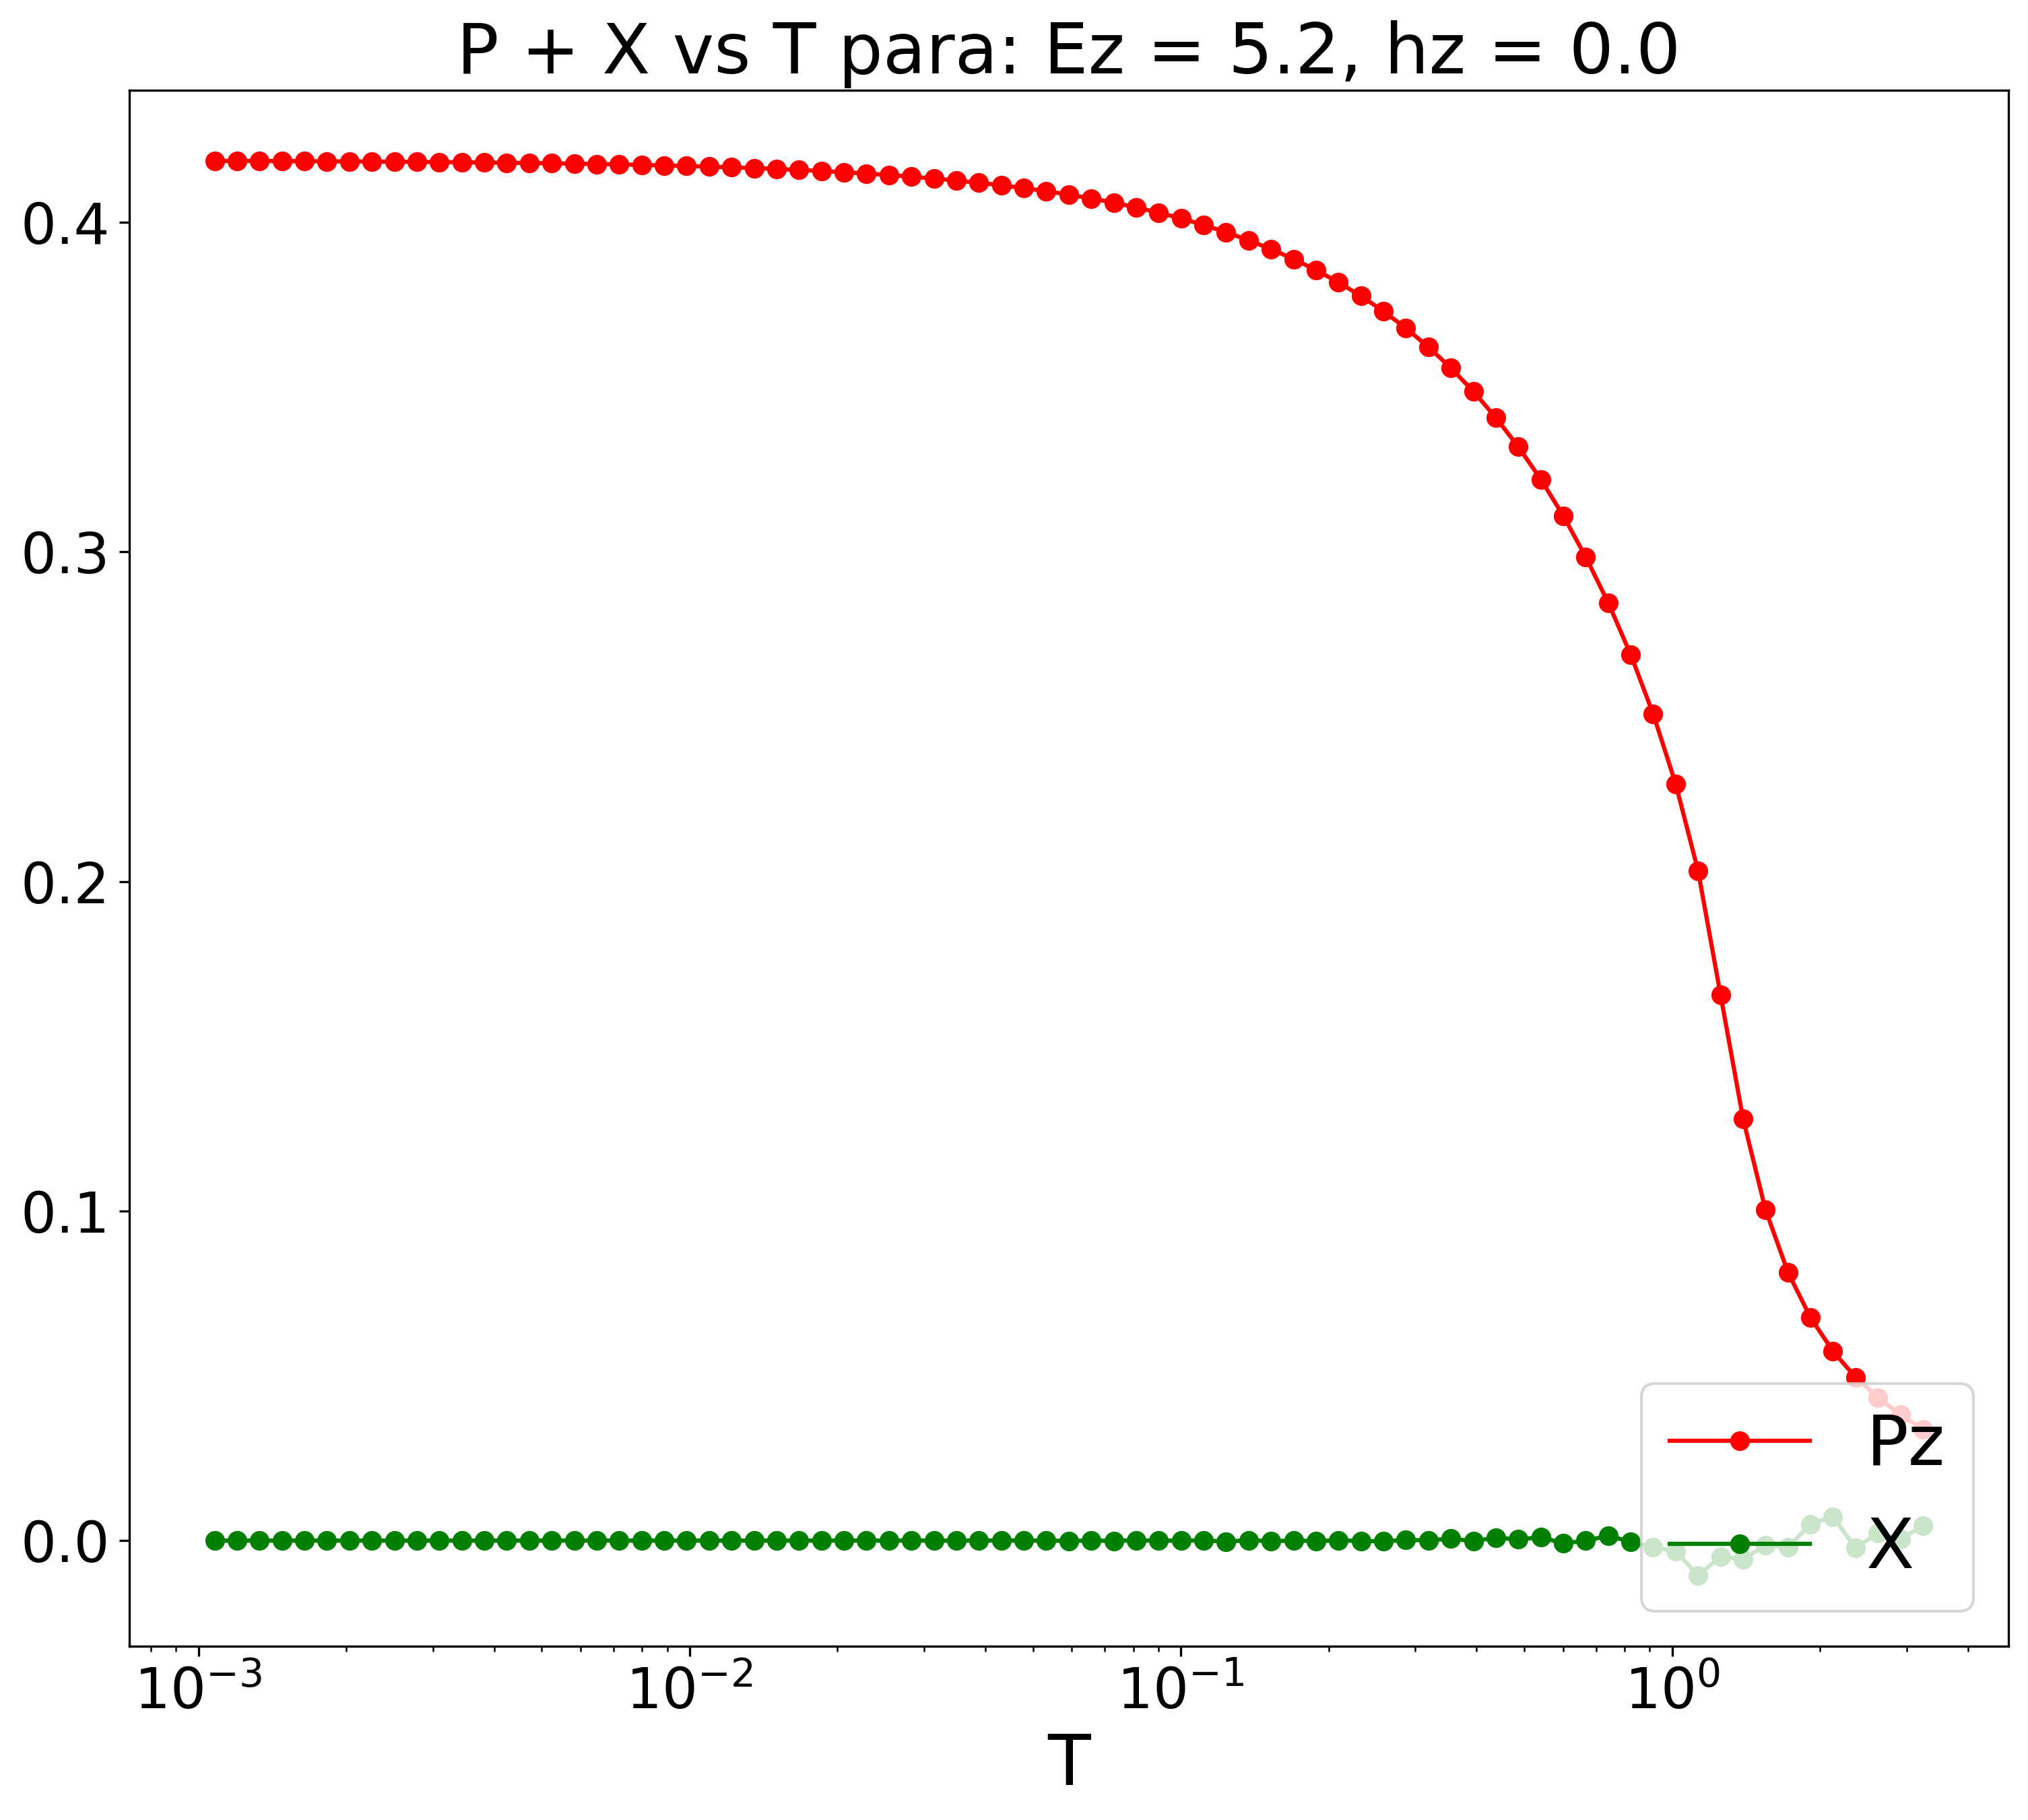 P + X vs T para: Ez = 5.2, hz = 0.0
0.4
0.3
0.2
0.1
0.0
Pz
X
10⁻³ 10⁻² 10⁻¹ 10⁰
T